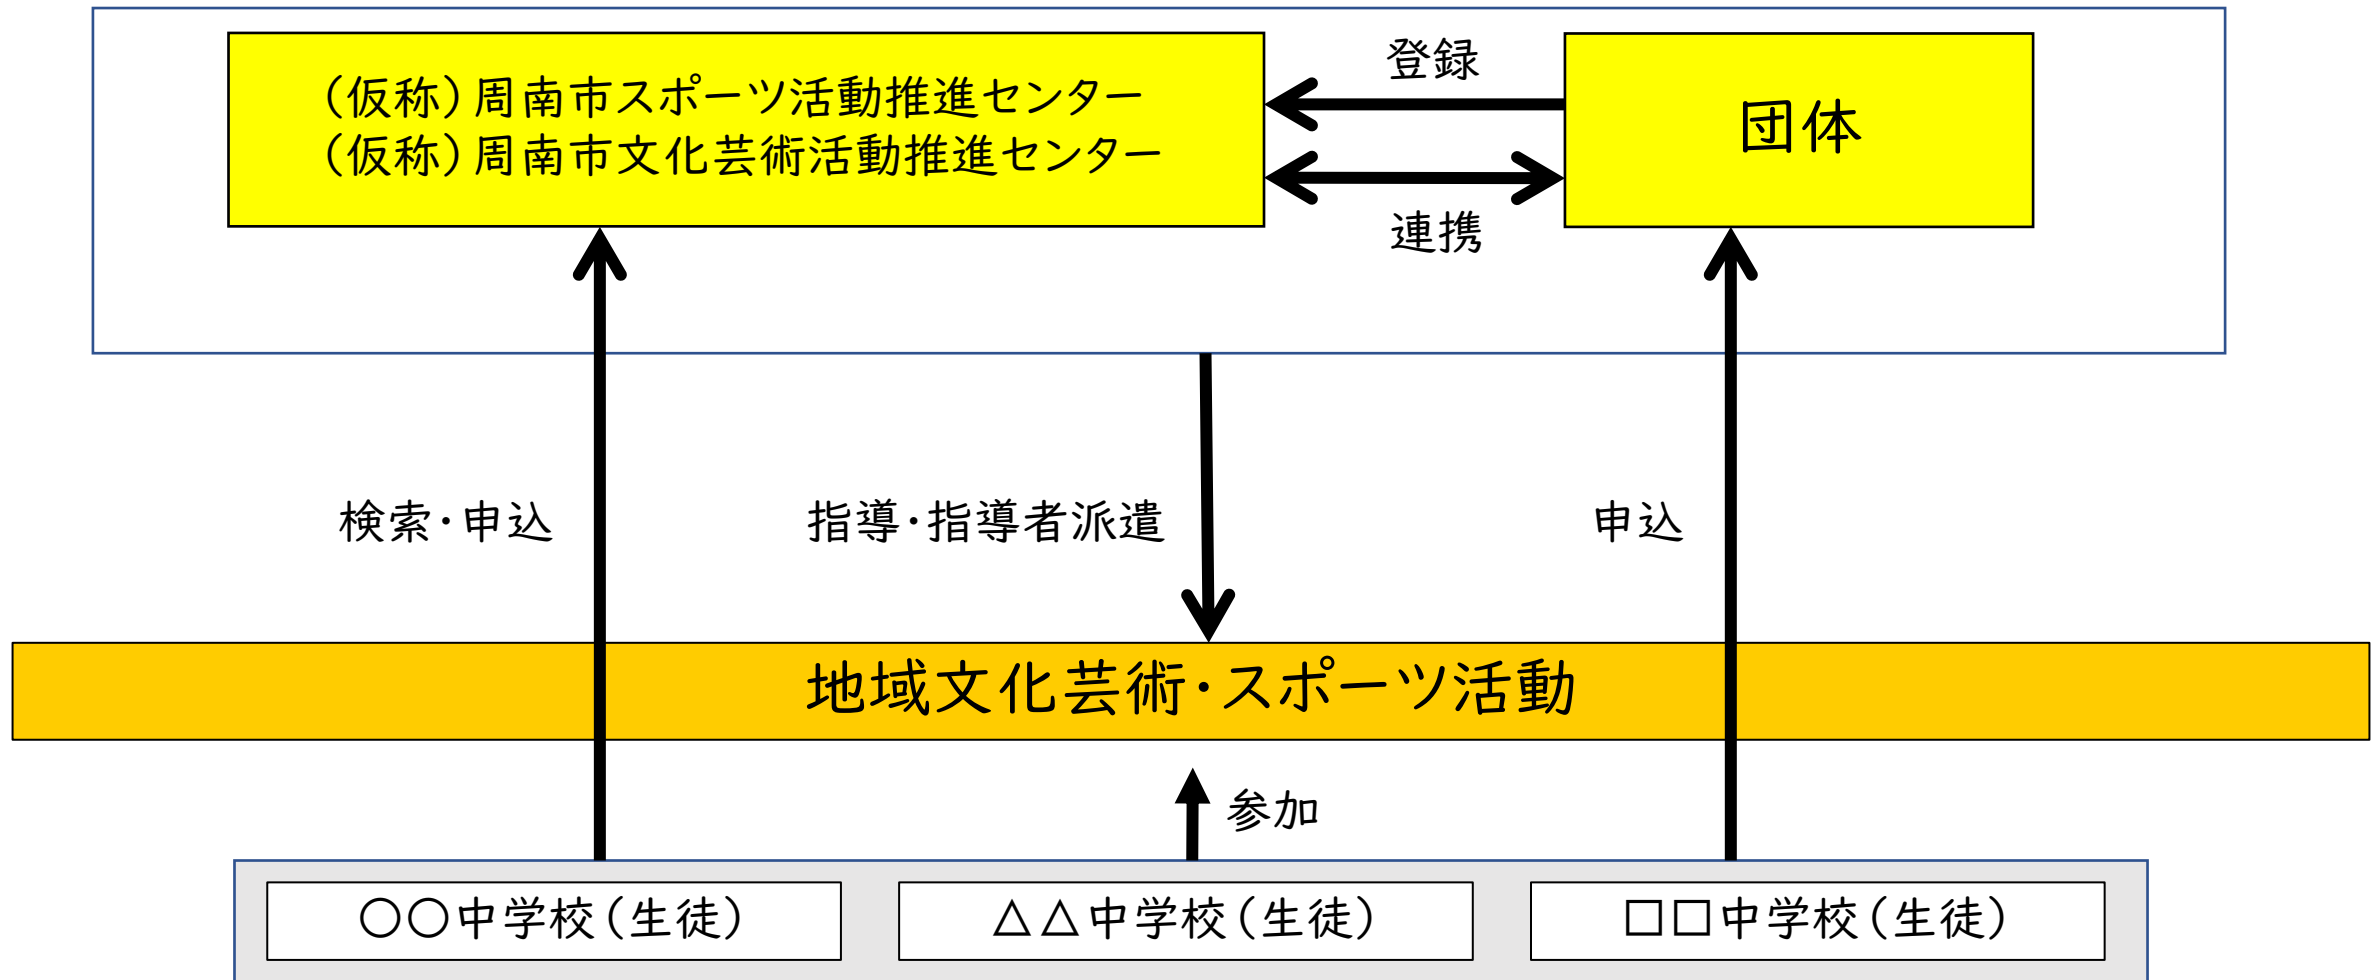 登録
(仮称)周南市スポーツ活動推進センター
(仮称)周南市文化芸術活動推進センター
団体
連携
検索・申込
指導・指導者派遣
申込
地域文化芸術・スポーツ活動
参加
○○中学校(生徒)
△△中学校(生徒)
□□中学校(生徒)